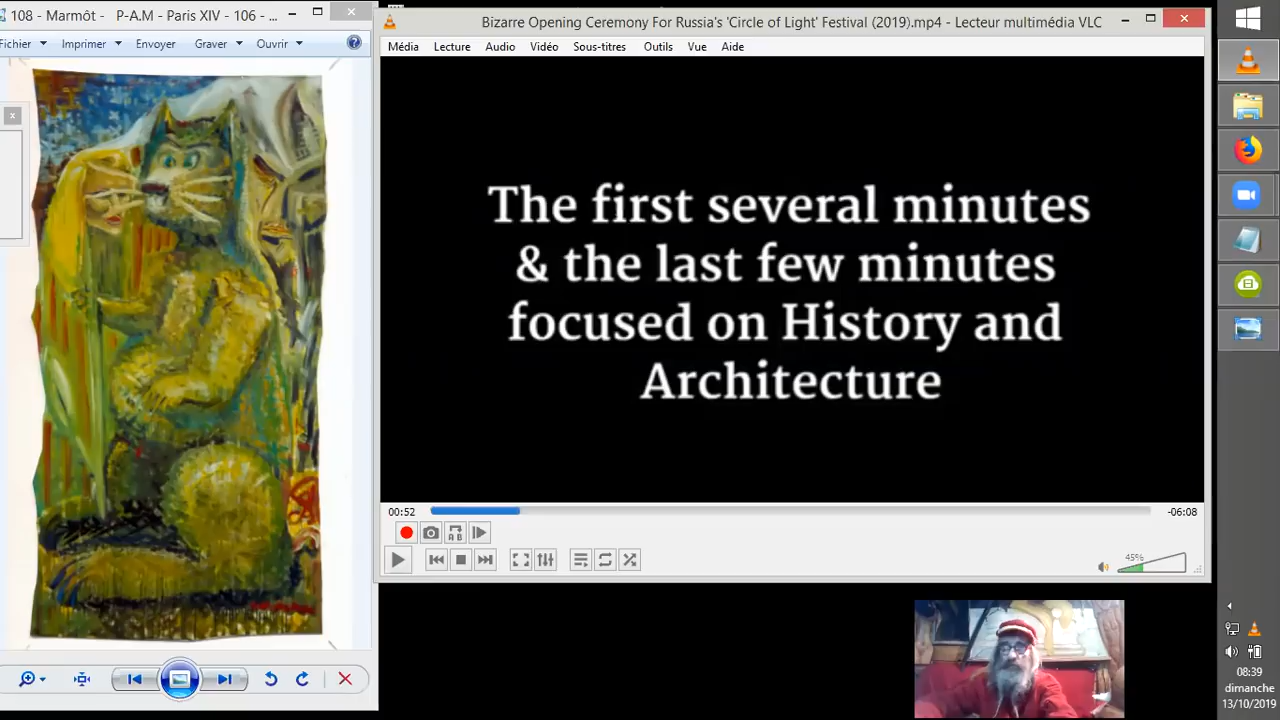 108 - Marmót - P-A-M - Paris XIV - 106 - ...
Fichier
Imprimer
Envoyer
Graver
Ouvrir
Bizarre Opening Ceremony For Russia's 'Circle of Light' Festival (2019).mp4 - Lecteur multimédia VLC
Média Lecture Audio Vidéo Sous-titres Outils Vue Aide
The first several minutes
& the last few minutes
focused on History and
Architecture
00:52
-06:08
45%
08:39
dimanche
13/10/2019